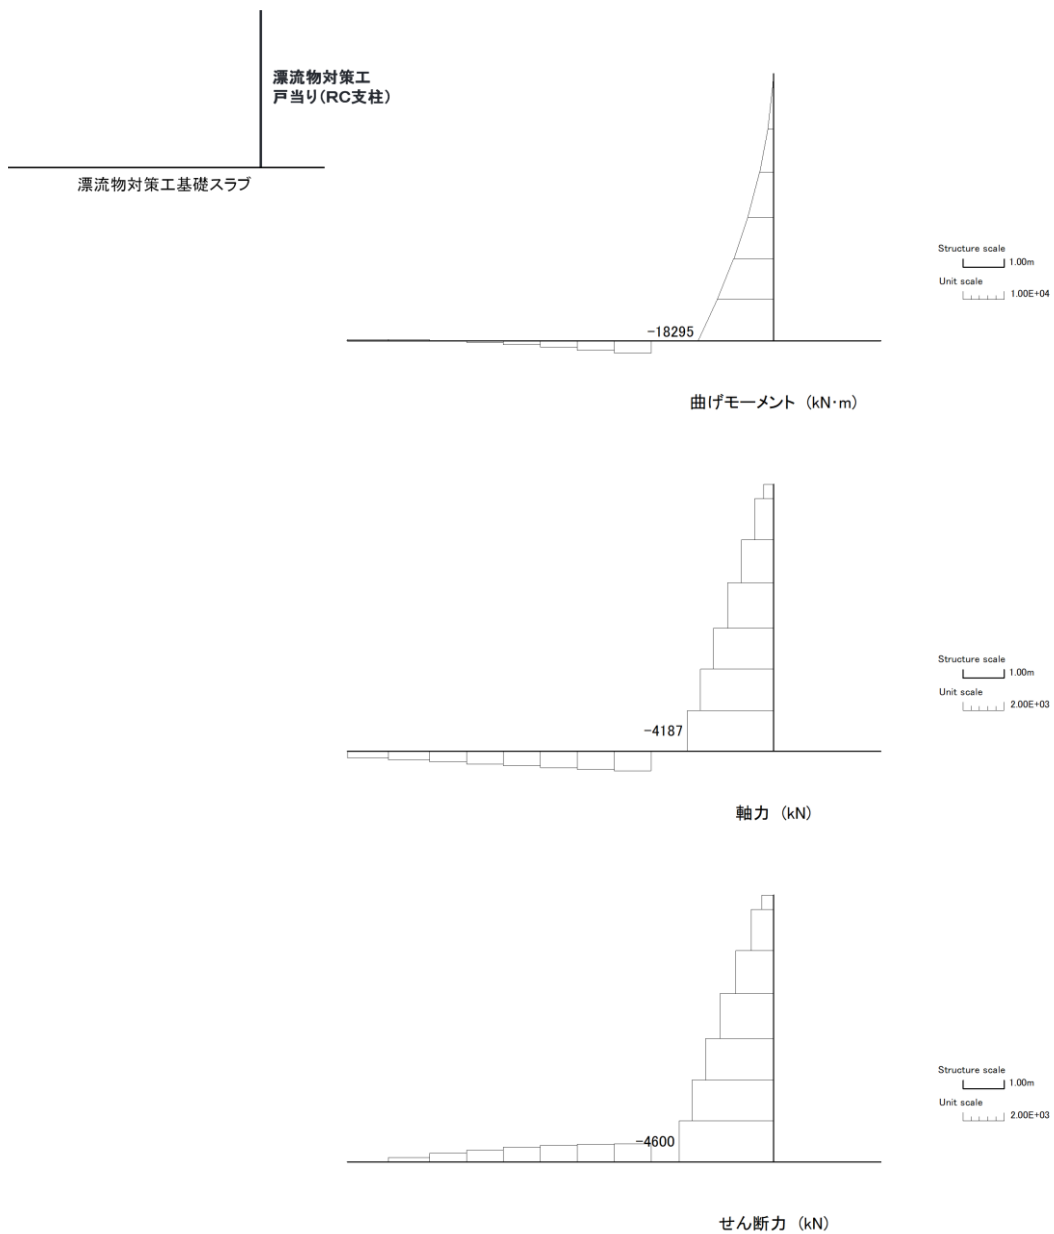 漂流物対策工
戸当り(RC支柱)
漂流物対策工基礎スラブ
Structure scale
1.00m
Unit scale
1.00E+04
-18295
曲げモーメント (kN・m)
Structure scale
1.00m
Unit scale
2.00E+03
-4187
軸力 (kN)
Structure scale
1.00m
Unit scale
2.00E+03
-4600
せん断力 (kN)